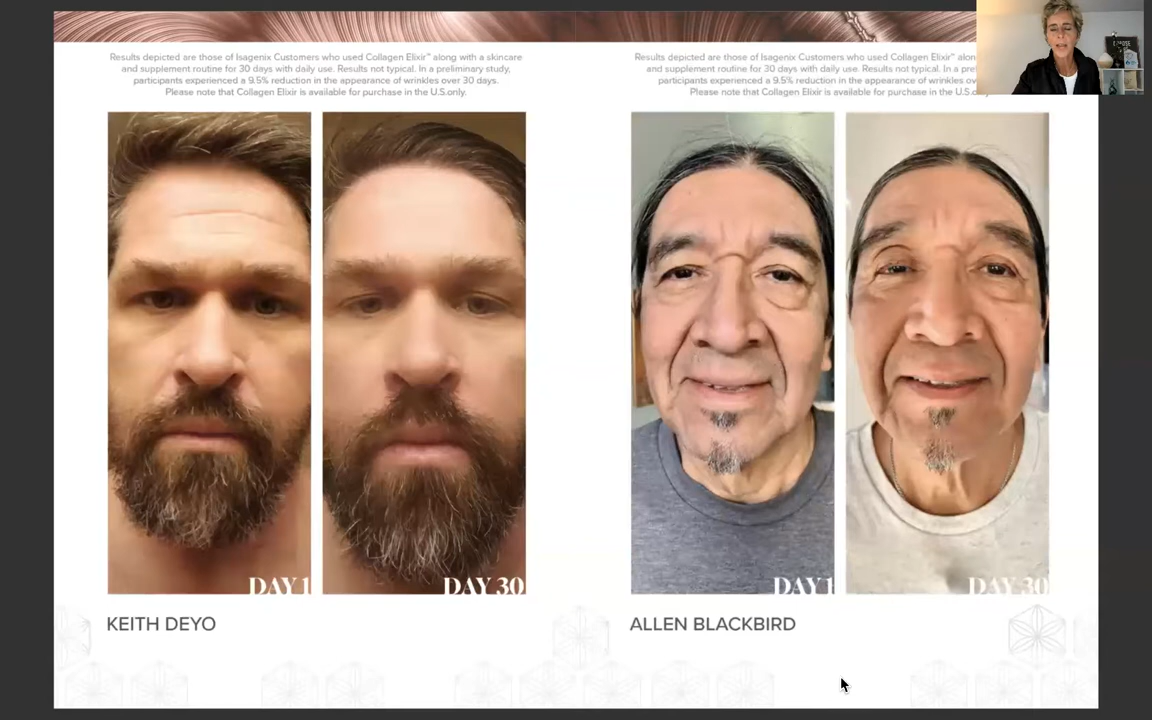 Results depicted are those of Isagenix Customers who used Collagen Elixir™ along with a skincare
and supplement routine for 30 days with daily use. Results not typical. In a preliminary study,
participants experienced a 9.5% reduction in the appearance of wrinkles over 30 days.
Please note that Collagen Elixir is available for purchase in the U.S.only.
Results depicted are those of Isagenix Customers who used Collagen Elixir™
and supplement routine for 30 days with daily use. Results not typical. In a
participants experienced a 9.5% reduction in the appearance of wrinkles
Please note that Collagen Elixir is available for purchase in the
DAY 1
DAY 30
DAY 1
DAY 30
KEITH DEYO
ALLEN BLACKBIRD